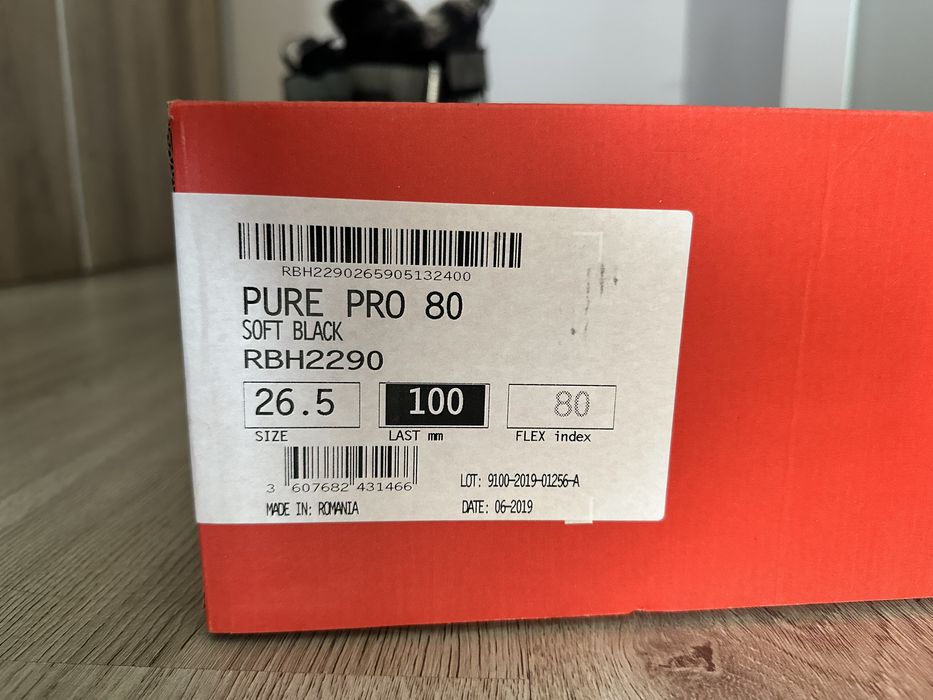 RBH2290265905132400
PURE PRO 80
SOFT BLACK
RBH2290
26.5 100 80
SIZE LAST mm FLEX index
3 607682 431466
LOT: 9100-2019-01256-A
MADE IN: ROMANIA
DATE: 06-2019